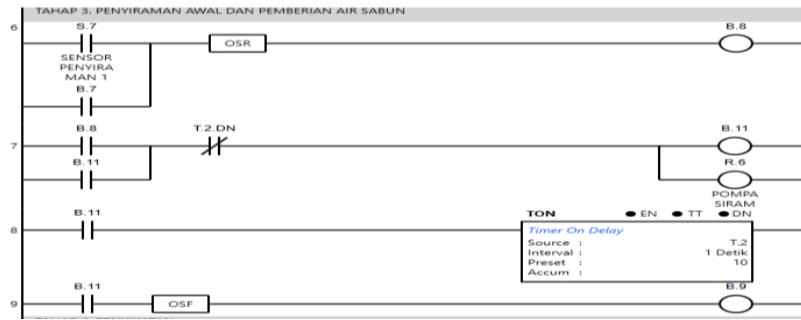 TAHAP 3. PENYIRAMAN AWAL DAN PEMBERIAN AIR SABUN
6
S.7
OSR
B.8
SENSOR
PENYIRA
MAN 1
B.7
7
B.8
T.2.DN
B.11
B.11
R.6
POMPA
SIRAM
8
B.11
TON ● EN ● TT ● DN
Timer On Delay
Source : T.2
Interval : 1 Detik
Preset : 10
Accum :
9
B.11
OSF
B.9